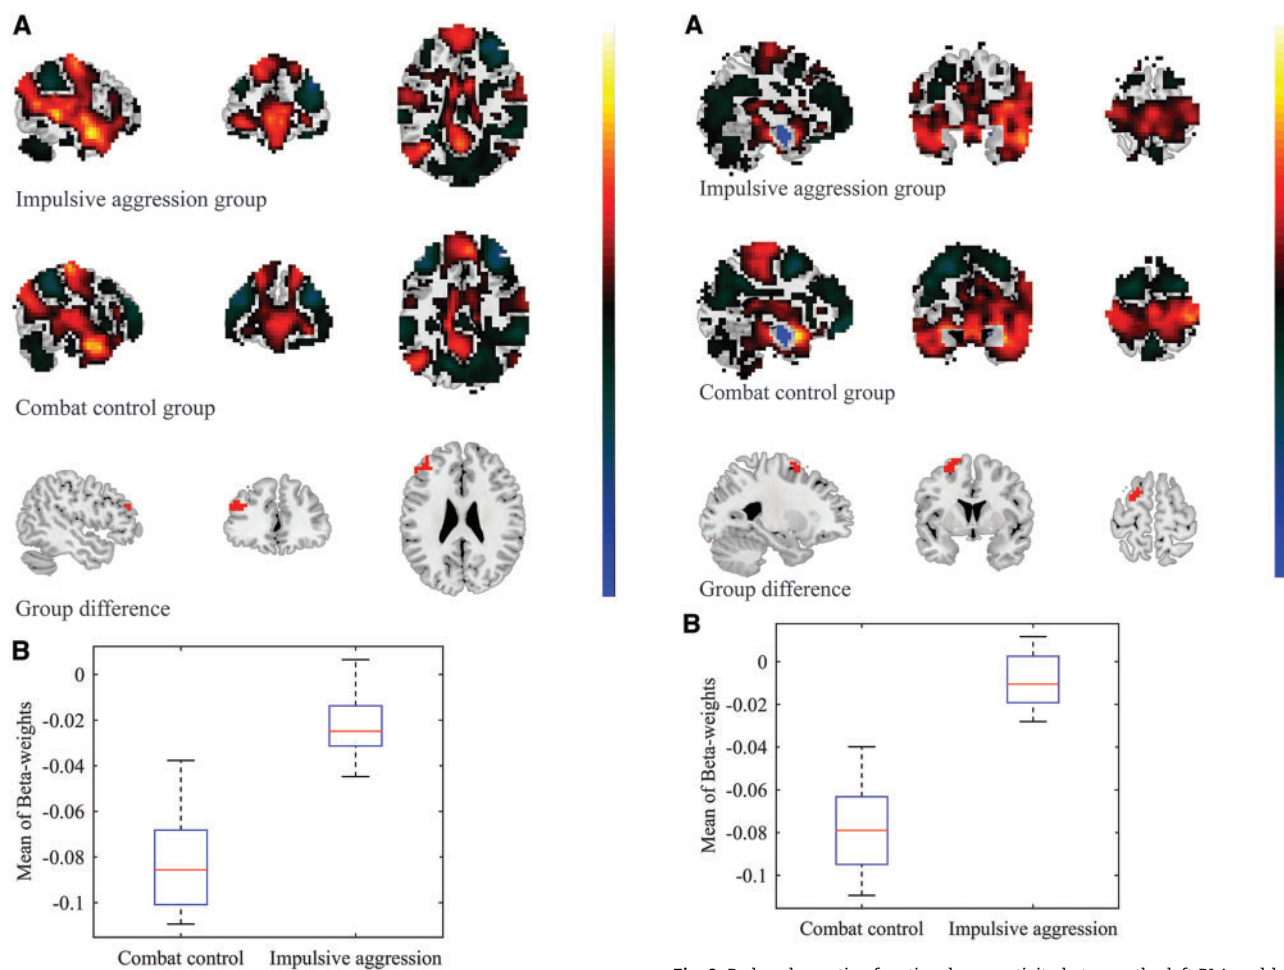 A
Impulsive aggression group
Combat control group
Group difference
B
Mean of Beta-weights
0
-0.02
-0.04
-0.06
-0.08
-0.1
Combat control
Impulsive aggression
A
Impulsive aggression group
Combat control group
Group difference
B
Mean of Beta-weights
0
-0.02
-0.04
-0.06
-0.08
-0.1
Combat control
Impulsive aggression